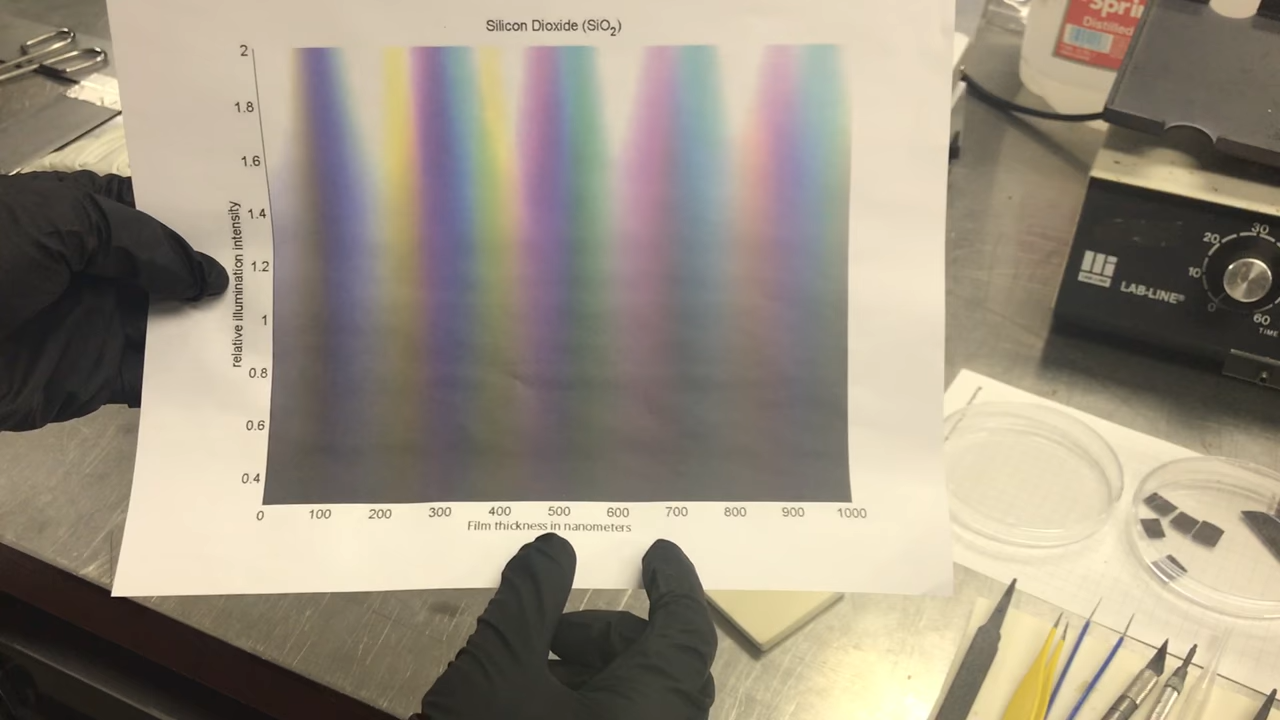 Silicon Dioxide (SiO2)
2
1.8
1.6
1.4
1.2
1
0.8
0.6
0.4
relative illumination intensity
0 100 200 300 400 500 600 700 800 900 1000
Film thickness in nanometers
Distilled
30
20
10
0
60
TIME
LAB-LINE®